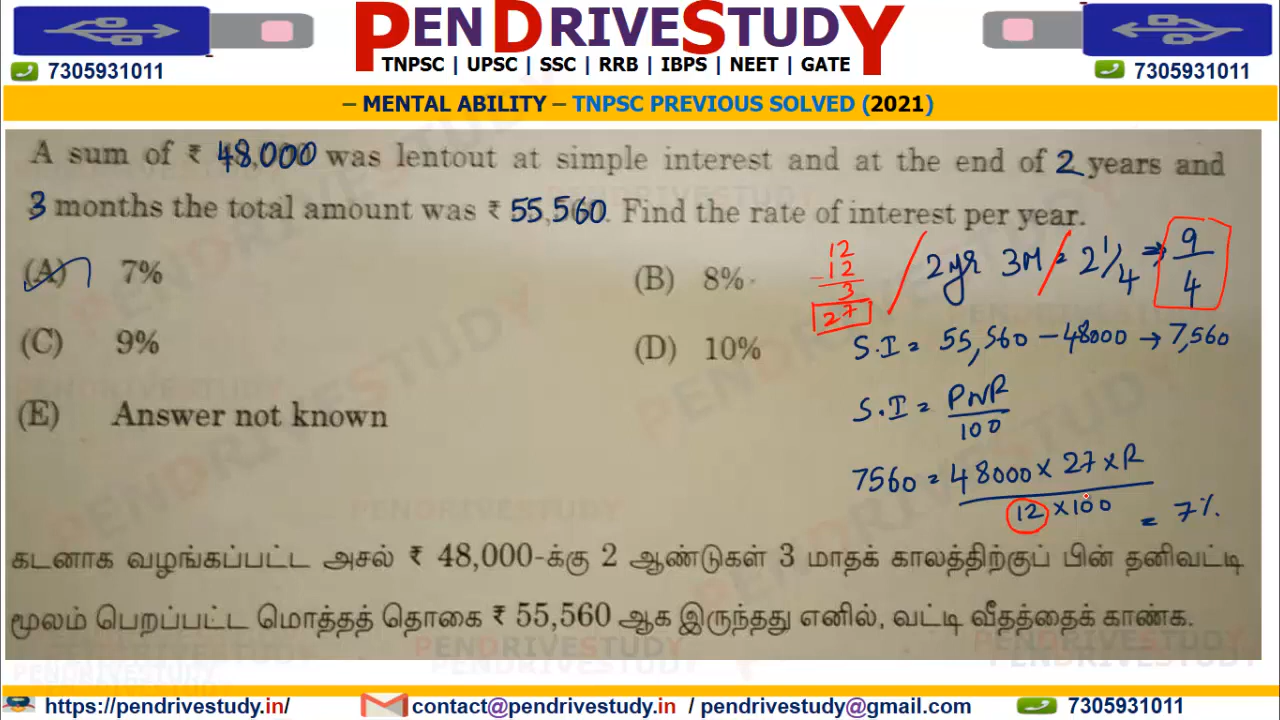 PENDRIVESTUDY
TNPSC | UPSC | SSC | RRB | IBPS | NEET | GATE
7305931011
7305931011
– MENTAL ABILITY – TNPSC PREVIOUS SOLVED (2021)
A sum of ₹ 48,000 was lentout at simple interest and at the end of 2 years and
3 months the total amount was ₹ 55,560. Find the rate of interest per year.
(A) 7%
(B) 8%
(C) 9%
(D) 10%
(E) Answer not known
12
-12
3
27
2 yr 3M = 2 1/4 ⇒ 9/4
S.I = 55,560 – 48000 → 7,560
S.I = PNR/100
7560 = 48000 × 27 × R / 12 × 100 = 7%
கடனாக வழங்கப்பட்ட அசல் ₹ 48,000-க்கு 2 ஆண்டுகள் 3 மாதக் காலத்திற்குப் பின் தனிவட்டி
மூலம் பெறப்பட்ட மொத்தத் தொகை ₹ 55,560 ஆக இருந்தது எனில், வட்டி வீதத்தைக் காண்க.
https://pendrivestudy.in/
contact@pendrivestudy.in / pendrivestudy@gmail.com
7305931011